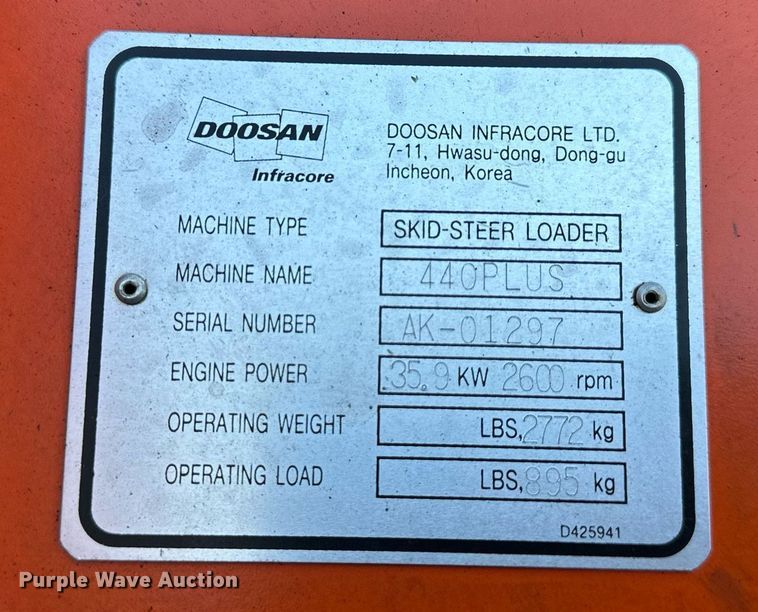 DOOSAN
Infracore
DOOSAN INFRACORE LTD.
7-11, Hwasu-dong, Dong-gu
Incheon, Korea
MACHINE TYPE SKID-STEER LOADER
MACHINE NAME 440PLUS
SERIAL NUMBER AK-01297
ENGINE POWER 35.9 KW 2600 rpm
OPERATING WEIGHT LBS, 2772 kg
OPERATING LOAD LBS, 895 kg
D425941
Purple Wave Auction